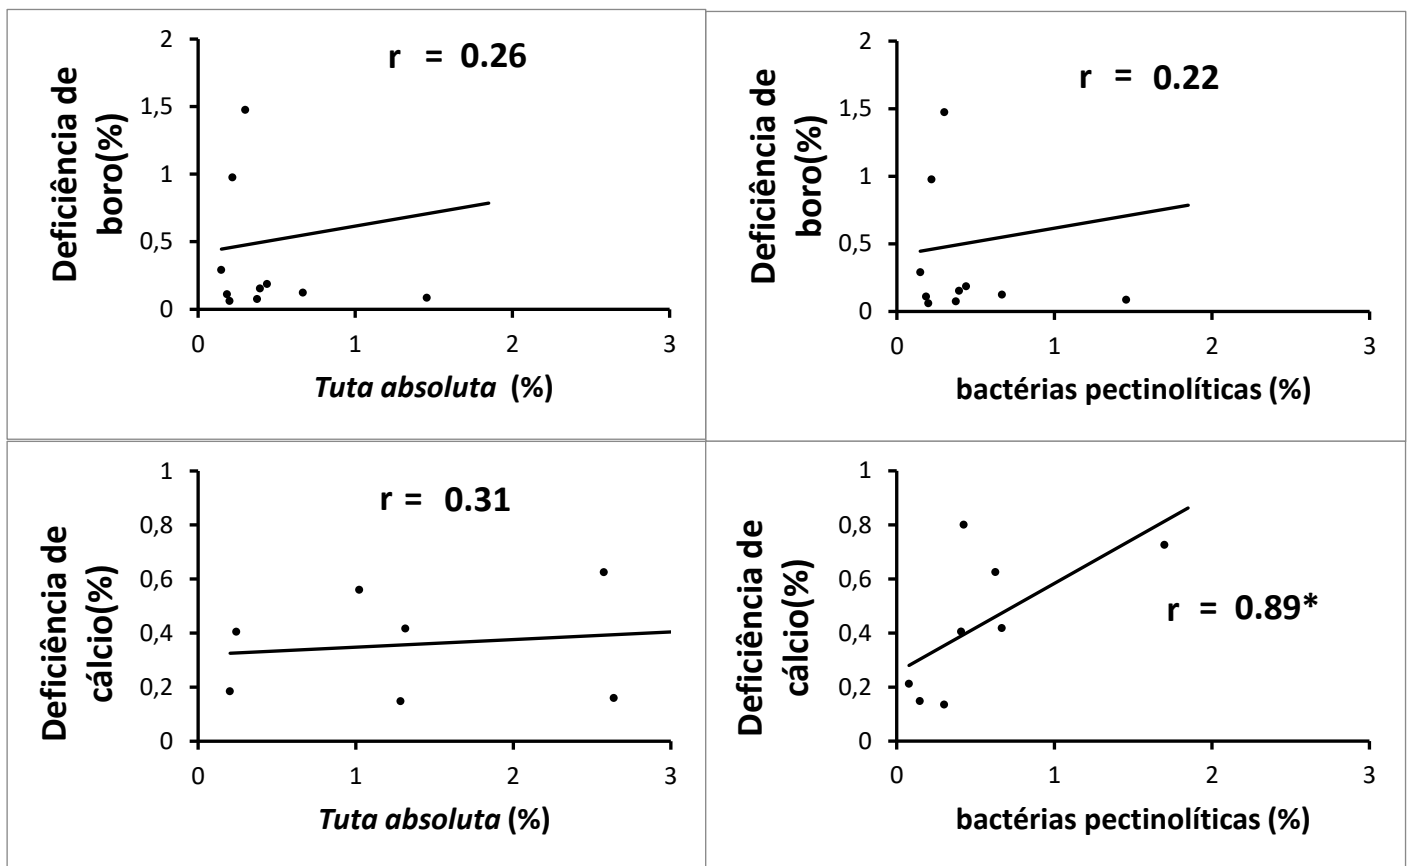 Deficiência de
boro(%)
2
1,5
1
0,5
0
r = 0.26
0 1 2 3
Tuta absoluta (%)
Deficiência de
boro(%)
2
1,5
1
0,5
0
r = 0.22
0 1 2 3
bactérias pectinolíticas (%)
Deficiência de
cálcio(%)
1
0,8
0,6
0,4
0,2
0
r = 0.31
0 1 2 3
Tuta absoluta (%)
Deficiência de
cálcio(%)
1
0,8
0,6
0,4
0,2
0
r = 0.89*
0 1 2 3
bactérias pectinolíticas (%)